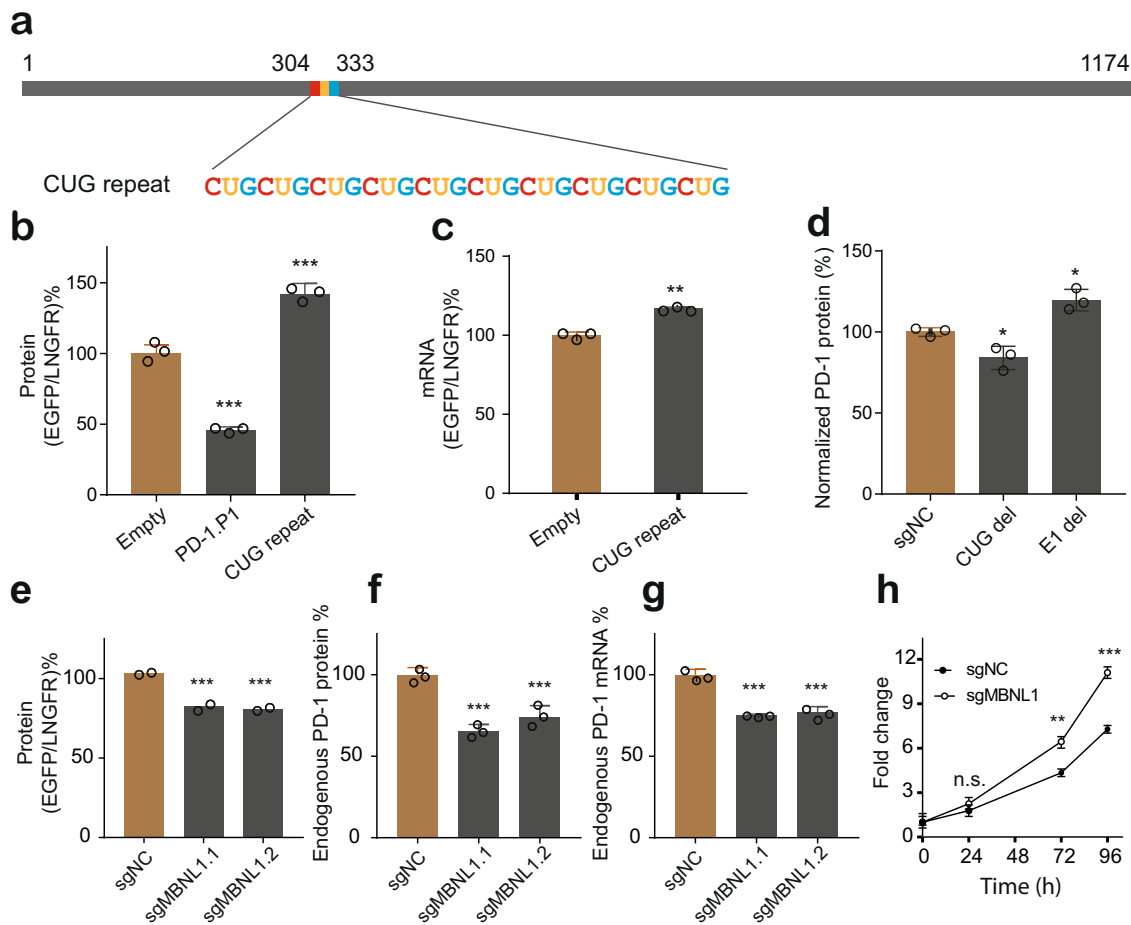 a
1 304 333 1174
CUG repeat CUGCUGCUGCUGCUGCUGCUGCUGCUGCUG
b
Protein
(EGFP/LNGFR)%
150
100
50
0
***
***
Empty
PD-1.P1
CUG repeat
c
mRNA
(EGFP/LNGFR)%
150
100
50
0
**
Empty
CUG repeat
d
Normalized PD-1 protein (%)
150
100
50
0
*
*
sgNC
CUG del
E1 del
e
Protein
(EGFP/LNGFR)%
100
50
0
***
***
sgNC
sgMBNL1.1
sgMBNL1.2
f
Endogenous PD-1 protein %
100
50
0
***
***
sgNC
sgMBNL1.1
sgMBNL1.2
g
Endogenous PD-1 mRNA %
100
50
0
***
***
sgNC
sgMBNL1.1
sgMBNL1.2
h
Fold change
12
9
6
3
0
sgNC
sgMBNL1
n.s.
**
***
0 24 48 72 96
Time (h)